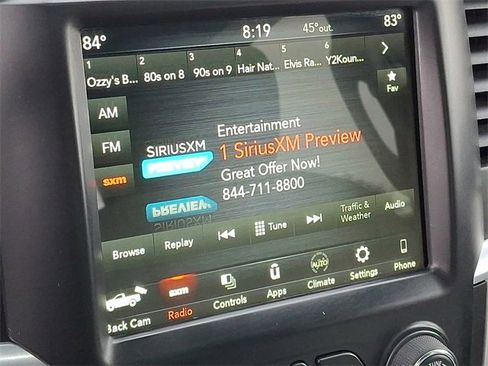 84° 8:19 45°out. 83°
1 2 3 4 5 6
Ozzy's B... 80s on 8 90s on 9 Hair Nat... Elvis Ra... Y2Koun...
Fav
AM
FM
sxm
Entertainment
SIRIUSXM
1 SiriusXM Preview
PREVIEW
Great Offer Now!
844-711-8800
PREVIEW
SIRIUSXM
Browse Replay Tune Traffic & Weather Audio
sxm AUTO
Back Cam Radio Controls Apps Climate Settings Phone
TUNE